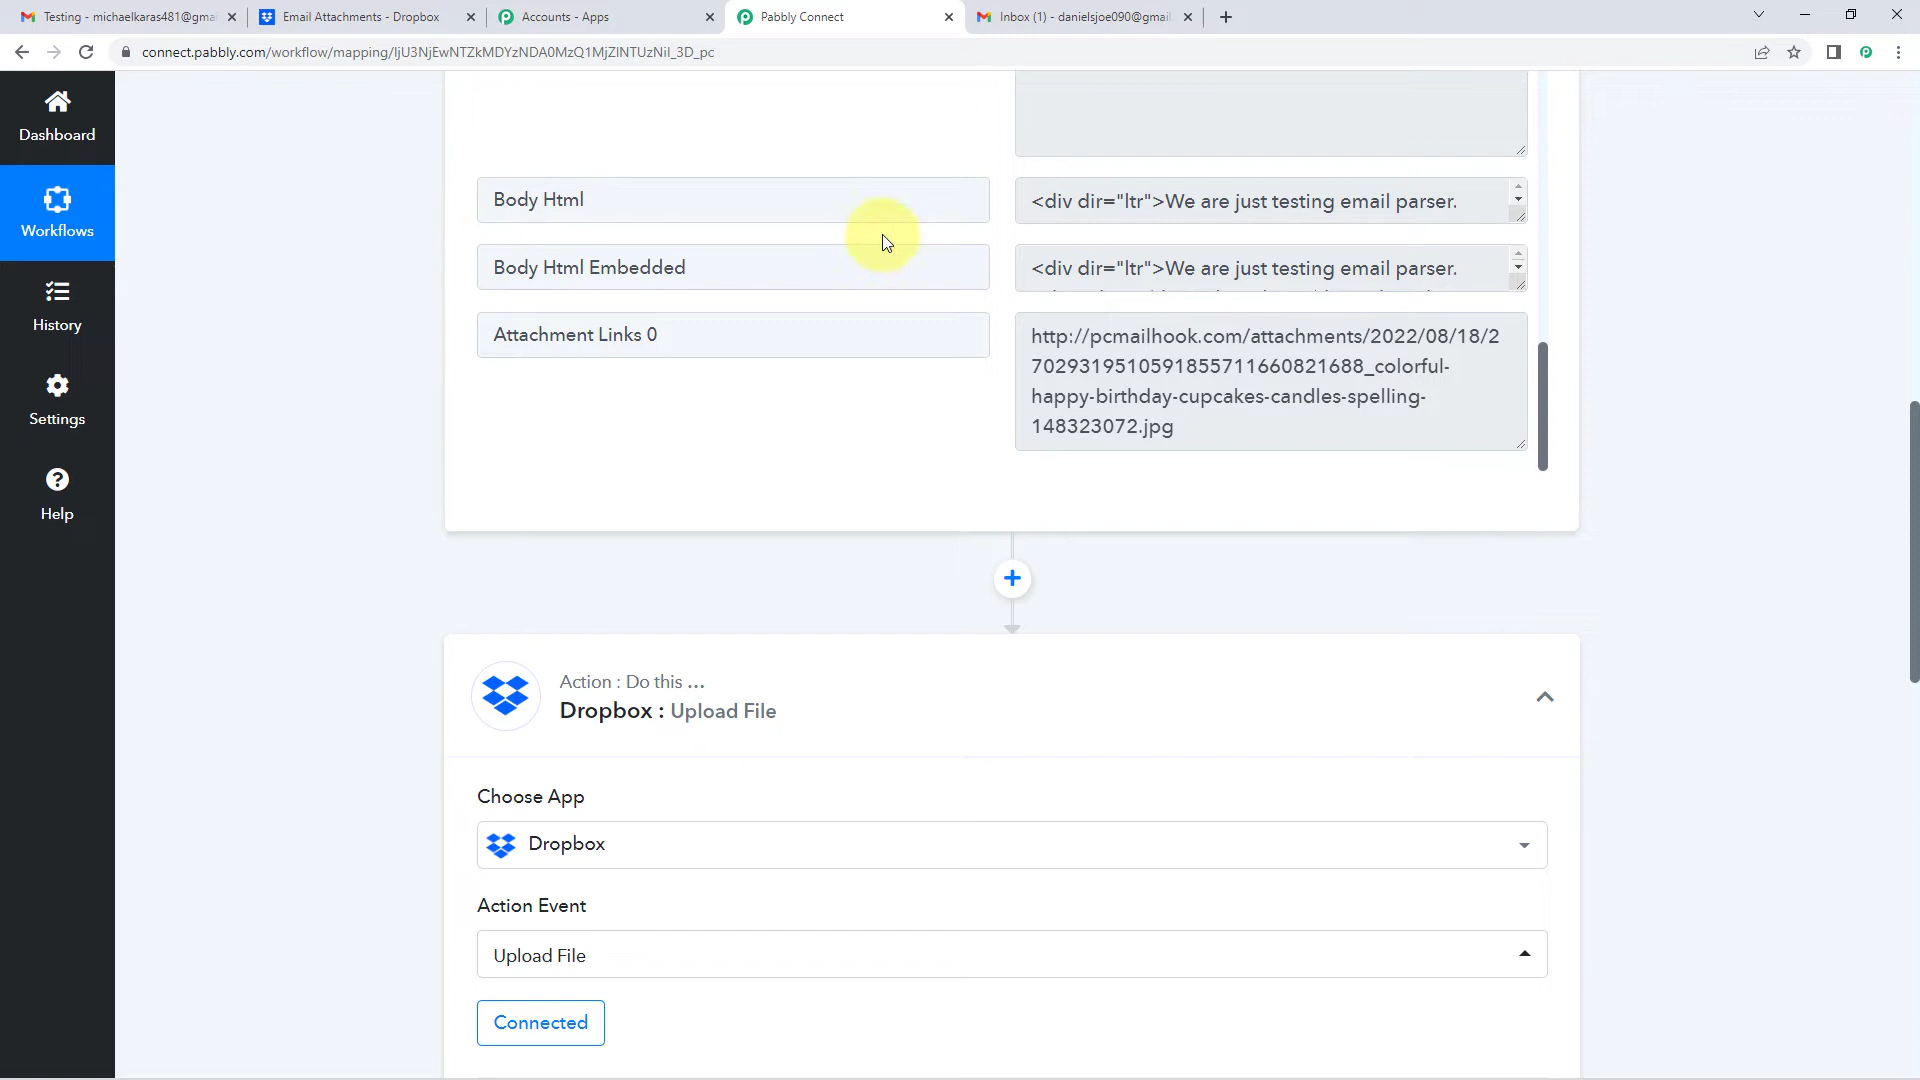 Testing - michaelkaras481@gma
Email Attachments - Dropbox
Accounts - Apps
Pabbly Connect
Inbox (1) - danielsjoe090@gmail.
connect.pabbly.com/workflow/mapping/IjU3NjEwNTZkMDYzNDA0MzQ1MjZlNTUzNiI_3D_pc
Dashboard
Workflows
History
Settings
Help
Body Html
<div dir="ltr">We are just testing email parser.
Body Html Embedded
<div dir="ltr">We are just testing email parser.
Attachment Links 0
http://pcmailhook.com/attachments/2022/08/18/2
7029319510591855711660821688_colorful-
happy-birthday-cupcakes-candles-spelling-
148323072.jpg
Action : Do this ...
Dropbox : Upload File
Choose App
Dropbox
Action Event
Upload File
Connected